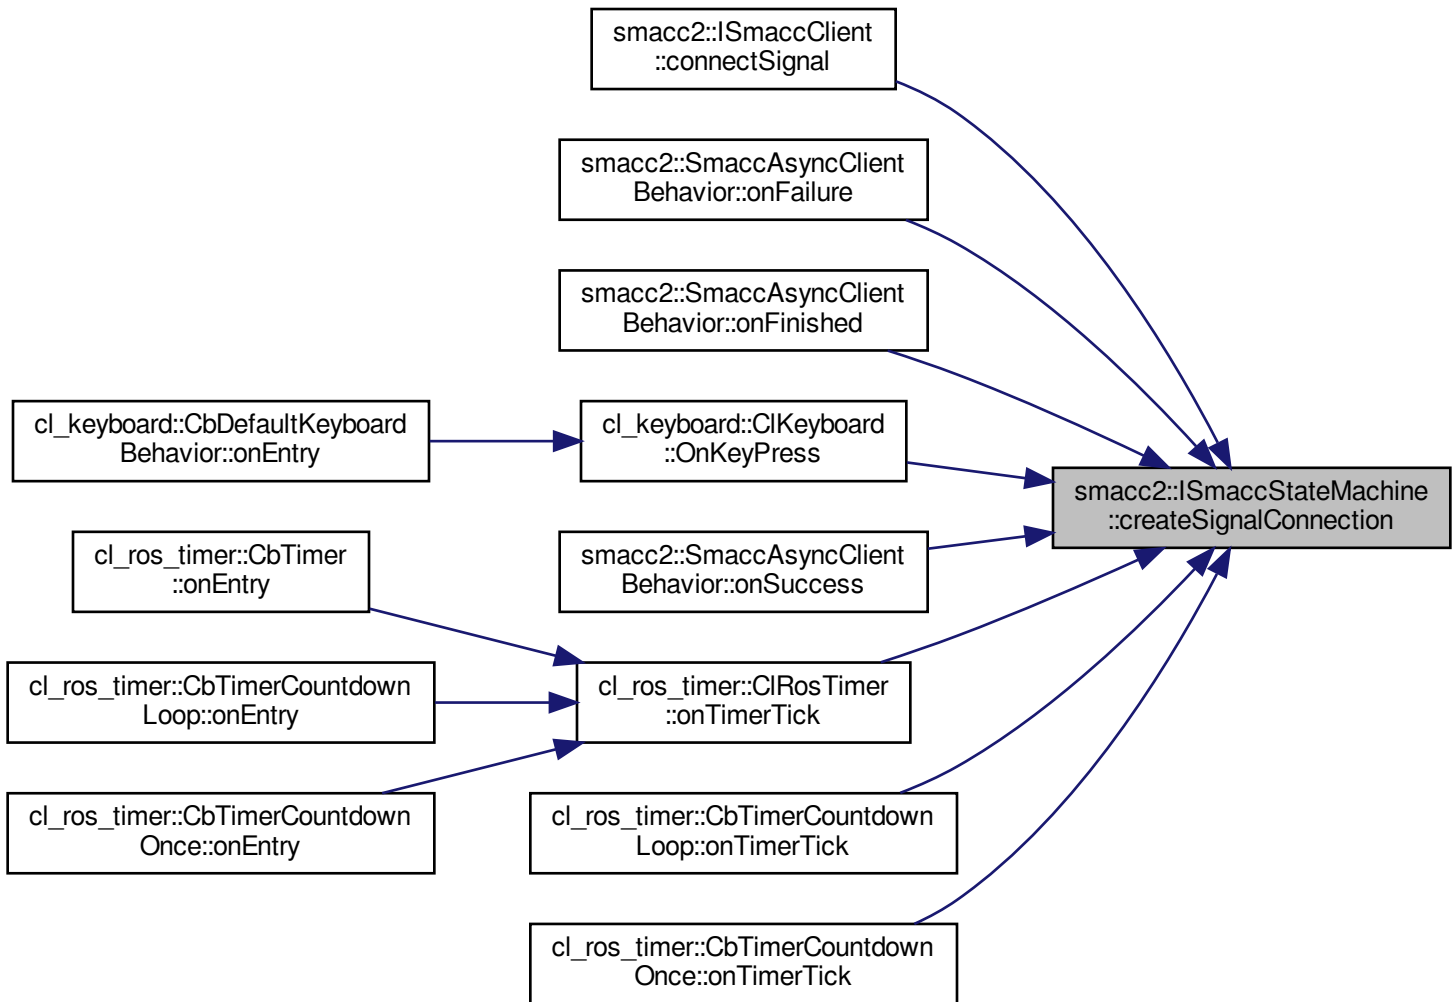 smacc2::ISmaccClient
::connectSignal
smacc2::SmaccAsyncClient
Behavior::onFailure
smacc2::SmaccAsyncClient
Behavior::onFinished
cl_keyboard::CbDefaultKeyboard
Behavior::onEntry
cl_keyboard::ClKeyboard
::OnKeyPress
smacc2::ISmaccStateMachine
::createSignalConnection
cl_ros_timer::CbTimer
::onEntry
smacc2::SmaccAsyncClient
Behavior::onSuccess
cl_ros_timer::CbTimerCountdown
Loop::onEntry
cl_ros_timer::ClRosTimer
::onTimerTick
cl_ros_timer::CbTimerCountdown
Once::onEntry
cl_ros_timer::CbTimerCountdown
Loop::onTimerTick
cl_ros_timer::CbTimerCountdown
Once::onTimerTick